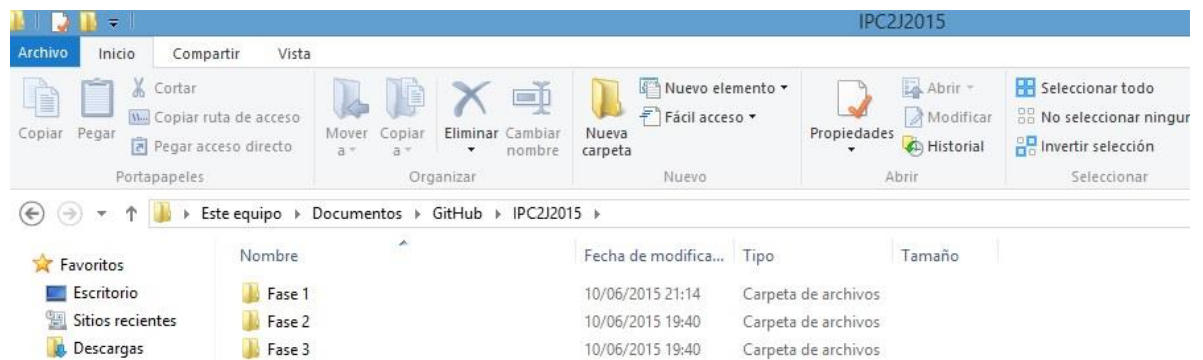 IPC2J2015
Archivo Inicio Compartir Vista
Copiar
Pegar
Cortar
Copiar ruta de acceso
Pegar acceso directo
Portapapeles
Mover a
Copiar a
Eliminar
Cambiar nombre
Organizar
Nueva carpeta
Nuevo elemento
Fácil acceso
Nuevo
Propiedades
Abrir
Modificar
Historial
Abrir
Seleccionar todo
No seleccionar ningur
Invertir selección
Seleccionar
Este equipo Documentos GitHub IPC2J2015
Favoritos
Escritorio
Sitios recientes
Descargas
Nombre Fecha de modifica... Tipo Tamaño
Fase 1 10/06/2015 21:14 Carpeta de archivos
Fase 2 10/06/2015 19:40 Carpeta de archivos
Fase 3 10/06/2015 19:40 Carpeta de archivos